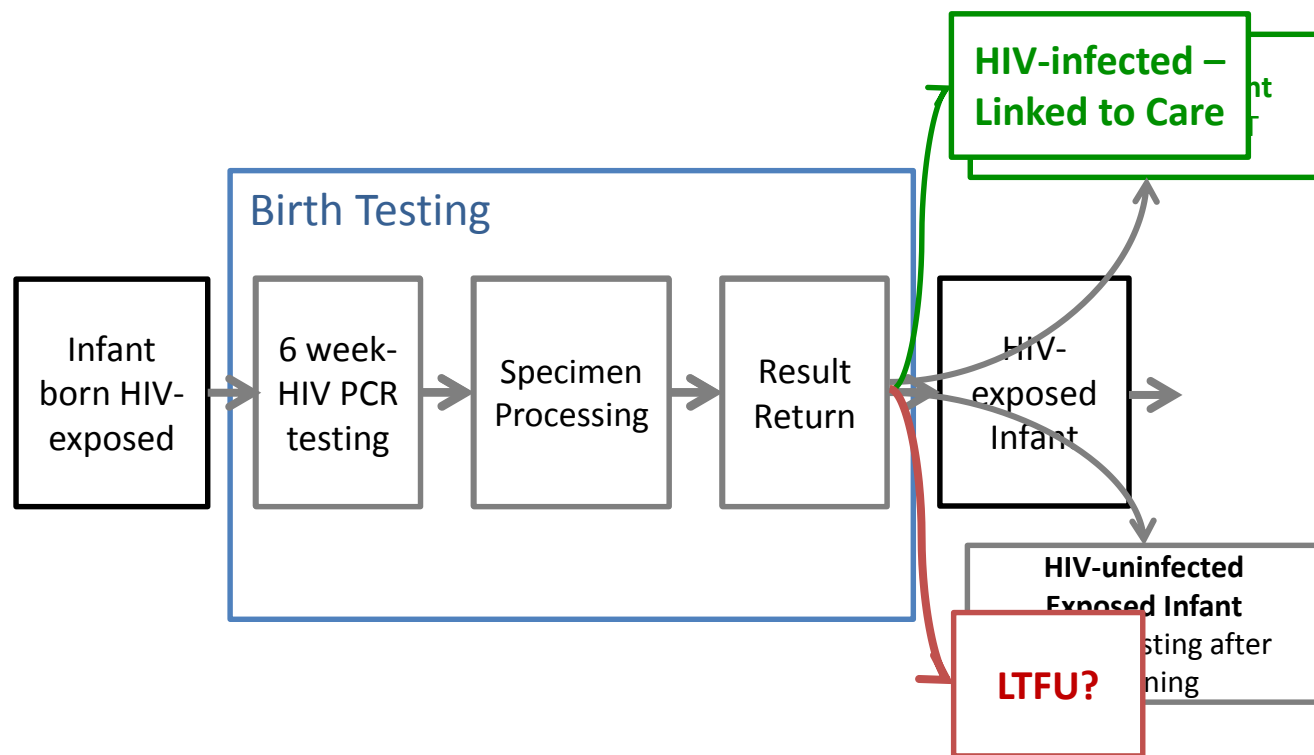 HIV-infected –
Linked to Care
nt
T
Birth Testing
Infant
born HIV-
exposed
6 week-
HIV PCR
testing
Specimen
Processing
Result
Return
HIV-
exposed
Infant
HIV-uninfected
Exposed Infant
sting after
ning
LTFU?